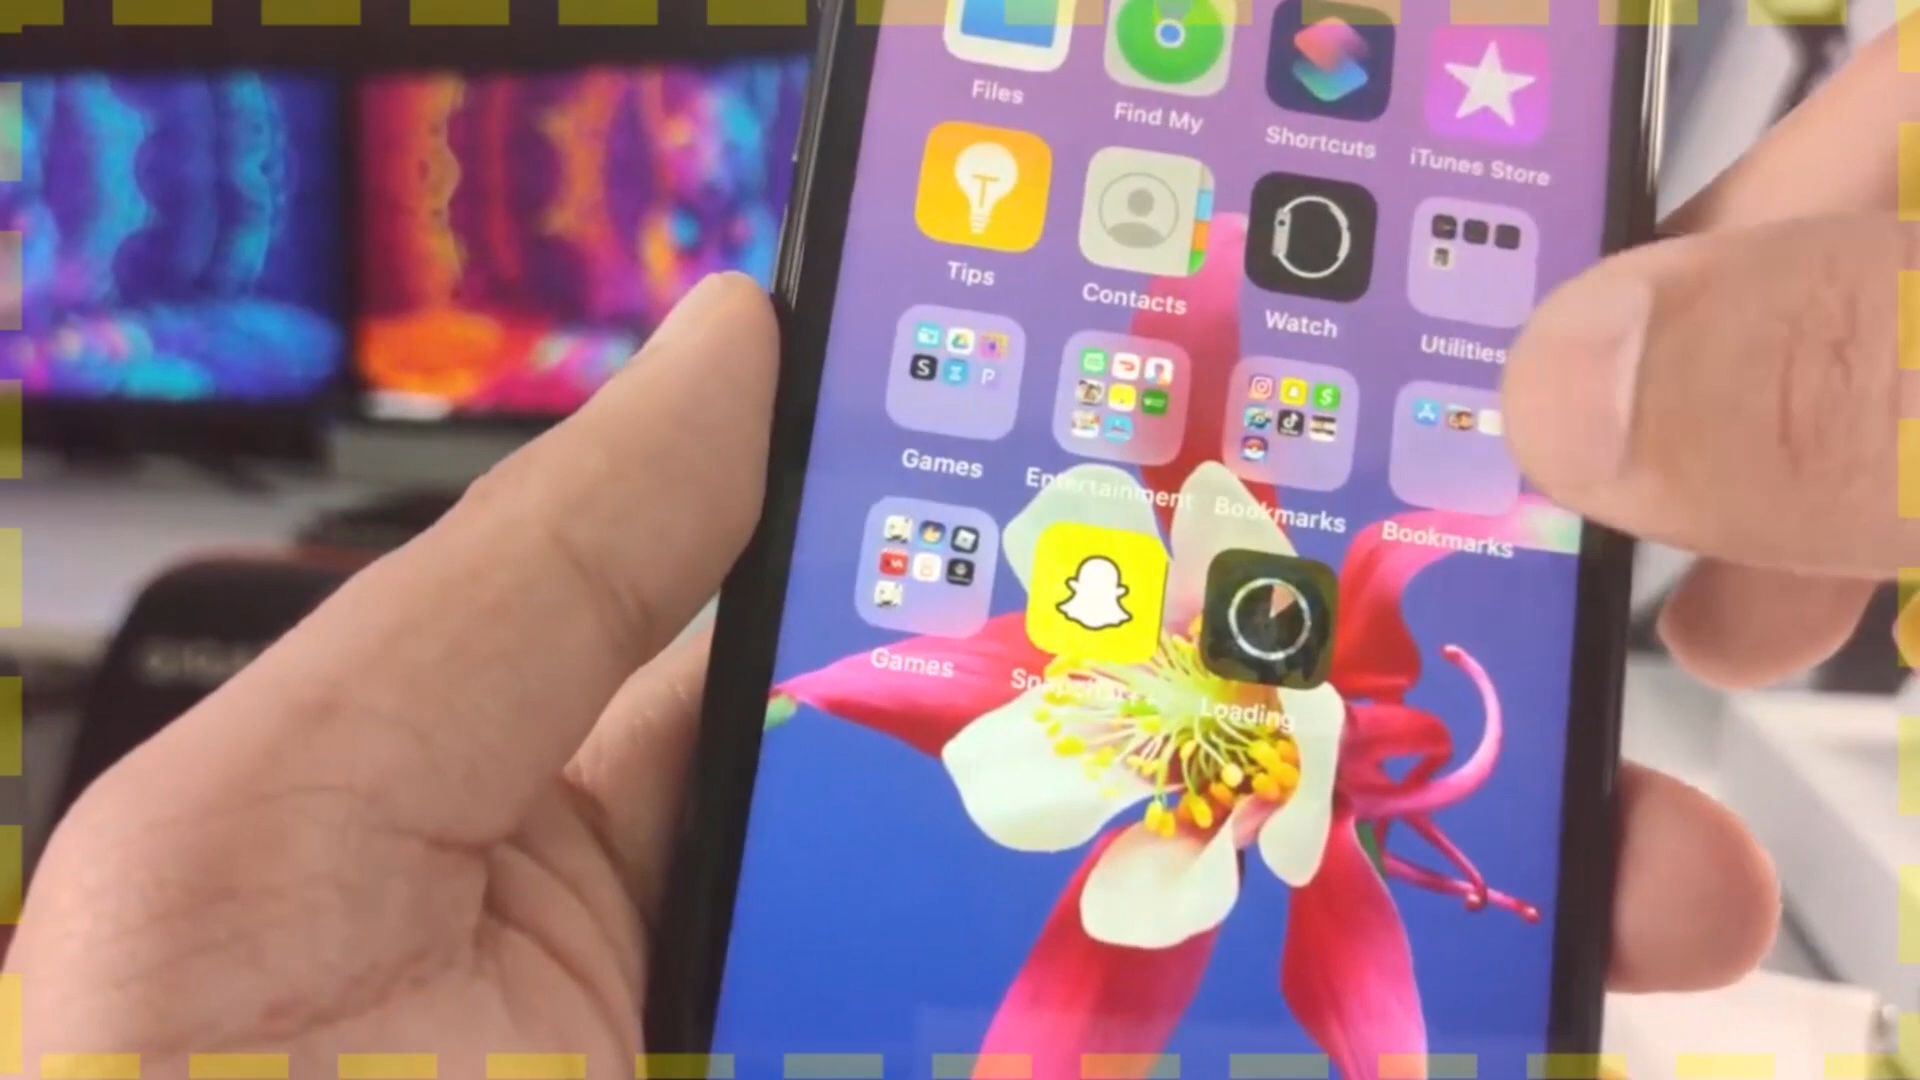 Files
Find My
Shortcuts
iTunes Store
Tips
Contacts
Watch
Utilities
Games
Entertainment
Bookmarks
Bookmarks
Games
Loading